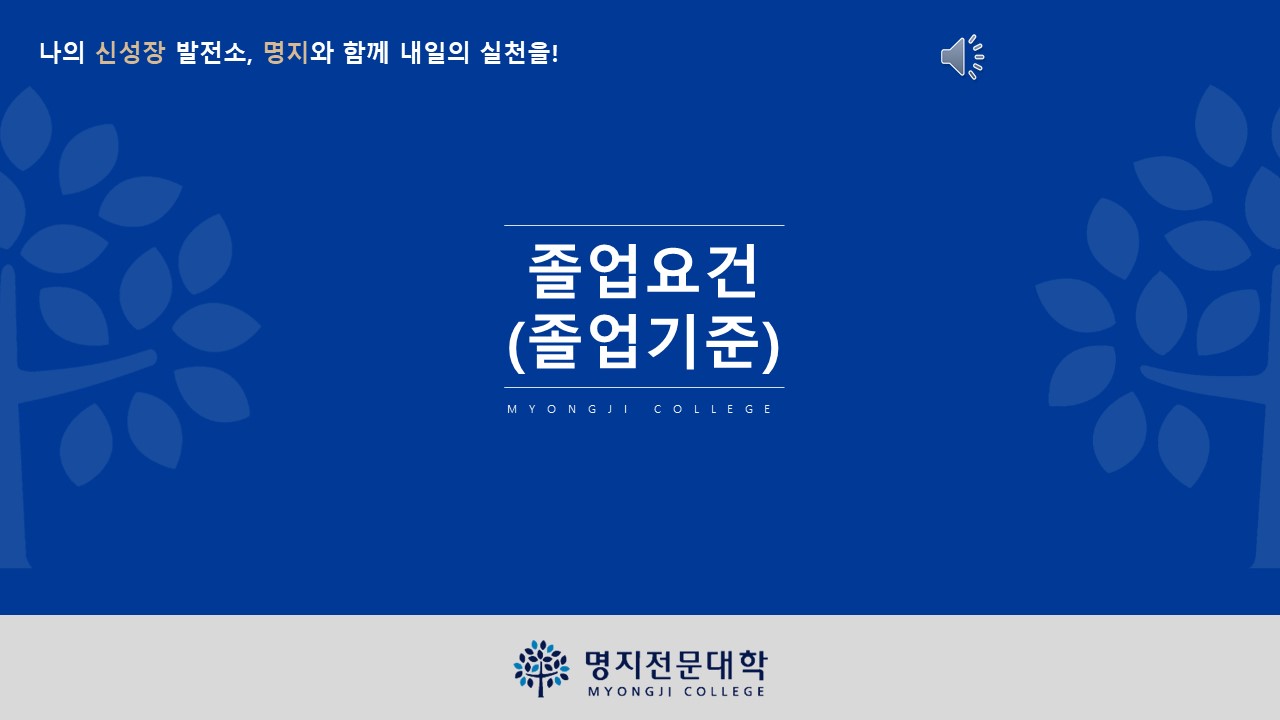 나의 신성장 발전소, 명지와 함께 내일의 실천을!
졸업요건
(졸업기준)
MYONGJI COLLEGE
명지전문대학
MYONGJI COLLEGE